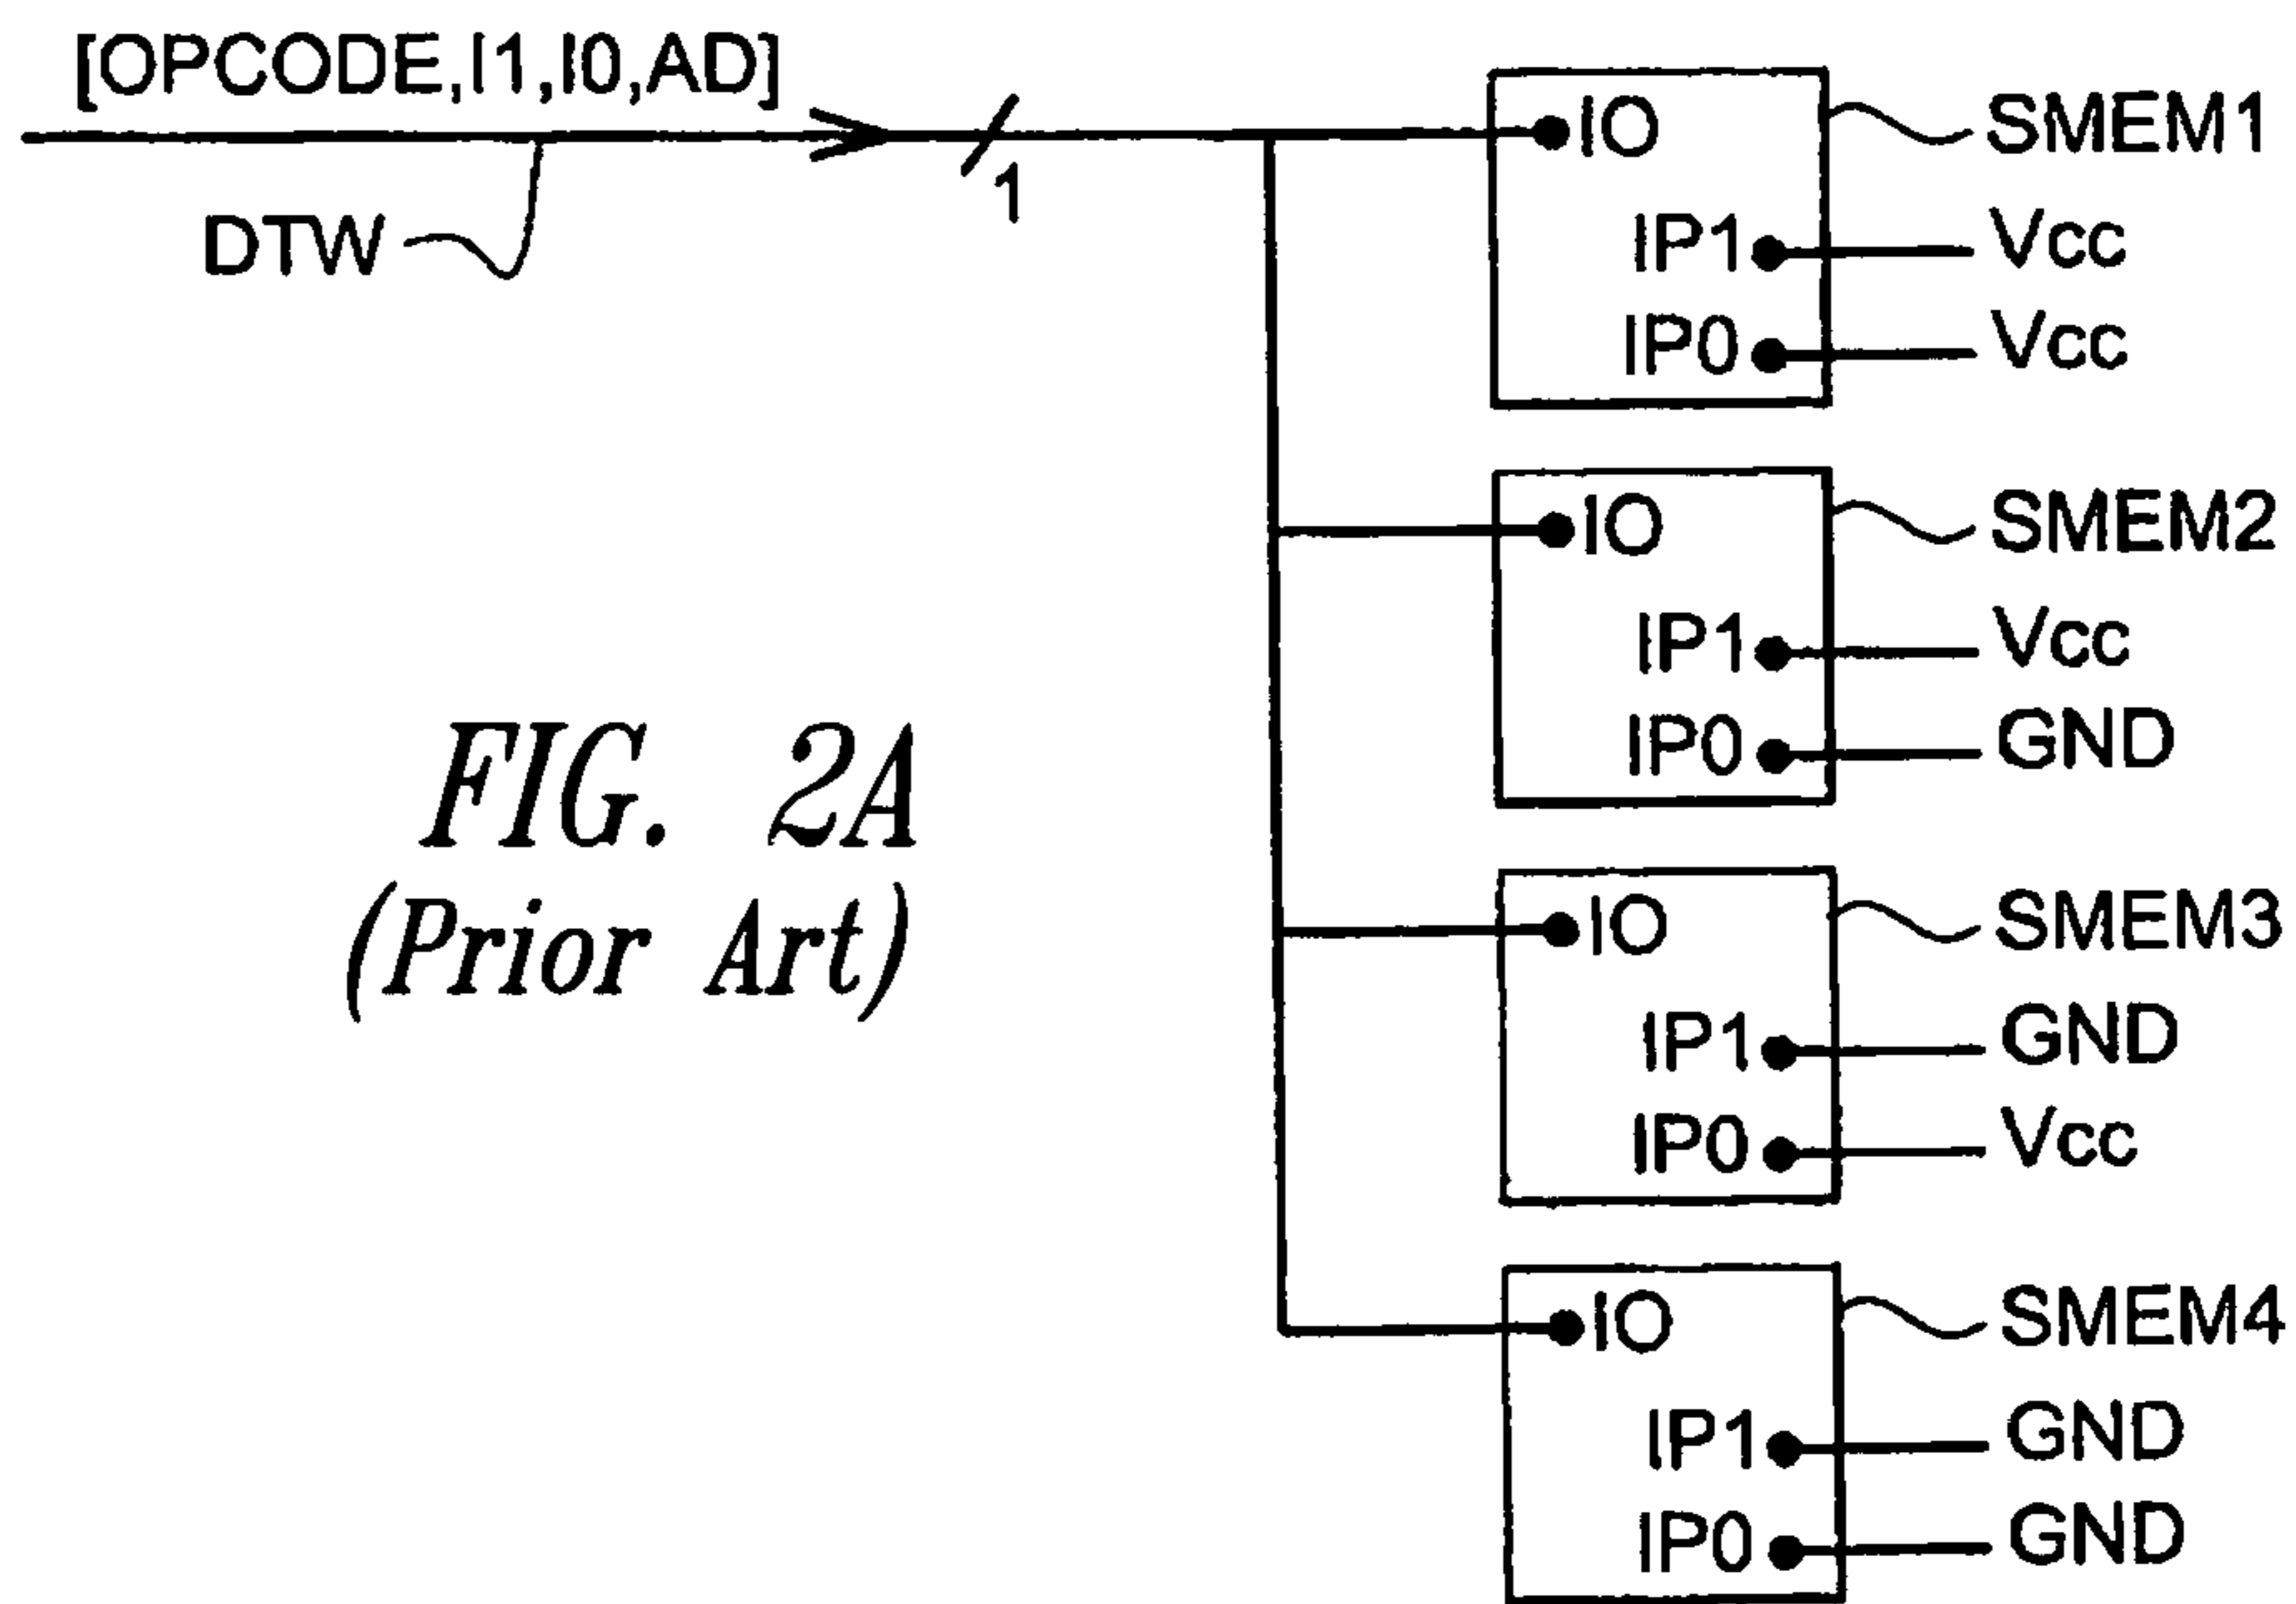 [OPCODE,I1,I0,AD]
1
DTW
IO
SMEM1
IP1
Vcc
IP0
Vcc
IO
SMEM2
IP1
Vcc
IP0
GND
FIG. 2A
(Prior Art)
IO
SMEM3
IP1
GND
IP0
Vcc
IO
SMEM4
IP1
GND
IP0
GND